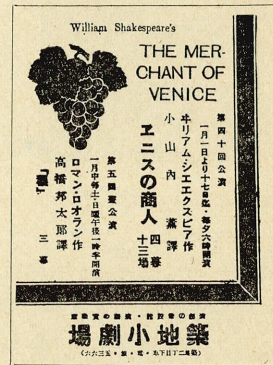 William Shakespeare's
THE MER-
CHANT OF
VENICE
第四十回公演
一月一日より十七日迄・毎夕六時開演
ヰリアム・シエエクスピア作
小山內薰譯
ヱニスの商人 四幕
十三場
第五回晝公演
一月中每土・日曜午後一時半開演
ロマン・ロオラン作
高橋邦太郎譯
『狼』 三幕
築地小劇場